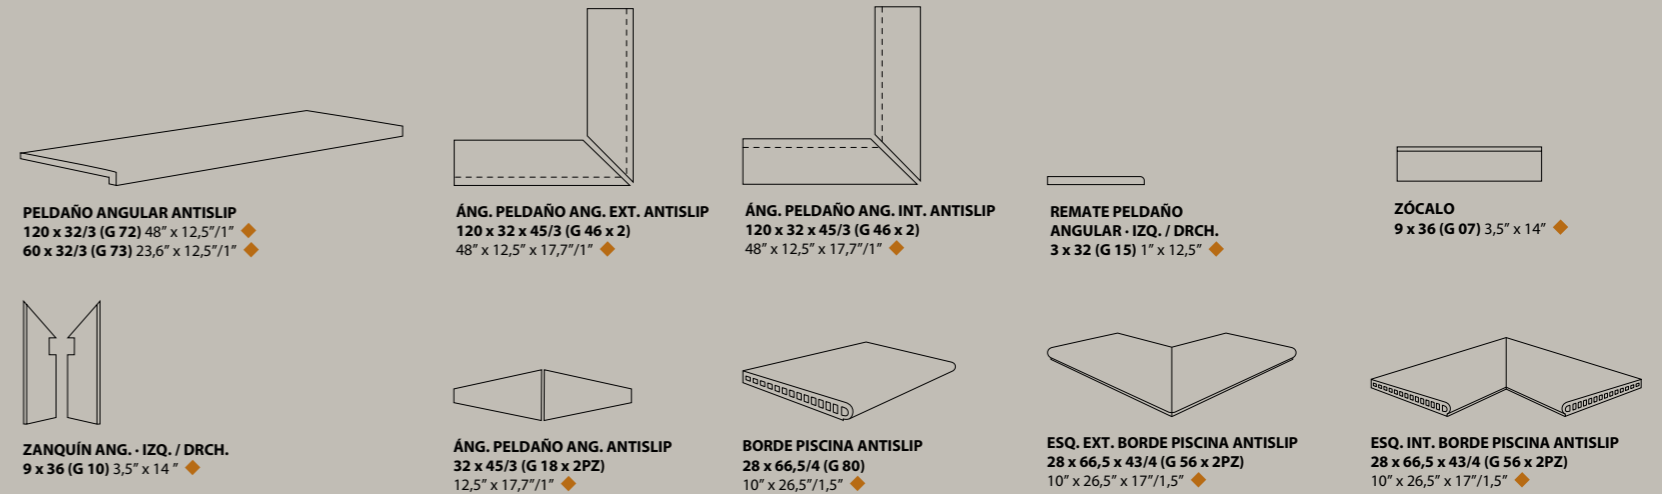 PELDAÑO ANGULAR ANTISLIP
120 x 32/3 (G 72) 48” x 12,5”/1”
60 x 32/3 (G 73) 23,6” x 12,5”/1”
ÁNG. PELDAÑO ANG. EXT. ANTISLIP
120 x 32 x 45/3 (G 46 x 2)
48” x 12,5” x 17,7”/1”
ÁNG. PELDAÑO ANG. INT. ANTISLIP
120 x 32 x 45/3 (G 46 x 2)
48” x 12,5” x 17,7”/1”
REMATE PELDAÑO
ANGULAR · IZQ. / DRCH.
3 x 32 (G 15) 1” x 12,5”
ZÓCALO
9 x 36 (G 07) 3,5” x 14”
ZANQUÍN ANG. · IZQ. / DRCH.
9 x 36 (G 10) 3,5” x 14 ”
ÁNG. PELDAÑO ANG. ANTISLIP
32 x 45/3 (G 18 x 2PZ)
12,5” x 17,7”/1”
BORDE PISCINA ANTISLIP
28 x 66,5/4 (G 80)
10” x 26,5”/1,5”
ESQ. EXT. BORDE PISCINA ANTISLIP
28 x 66,5 x 43/4 (G 56 x 2PZ)
10” x 26,5” x 17”/1,5”
ESQ. INT. BORDE PISCINA ANTISLIP
28 x 66,5 x 43/4 (G 56 x 2PZ)
10” x 26,5” x 17”/1,5”